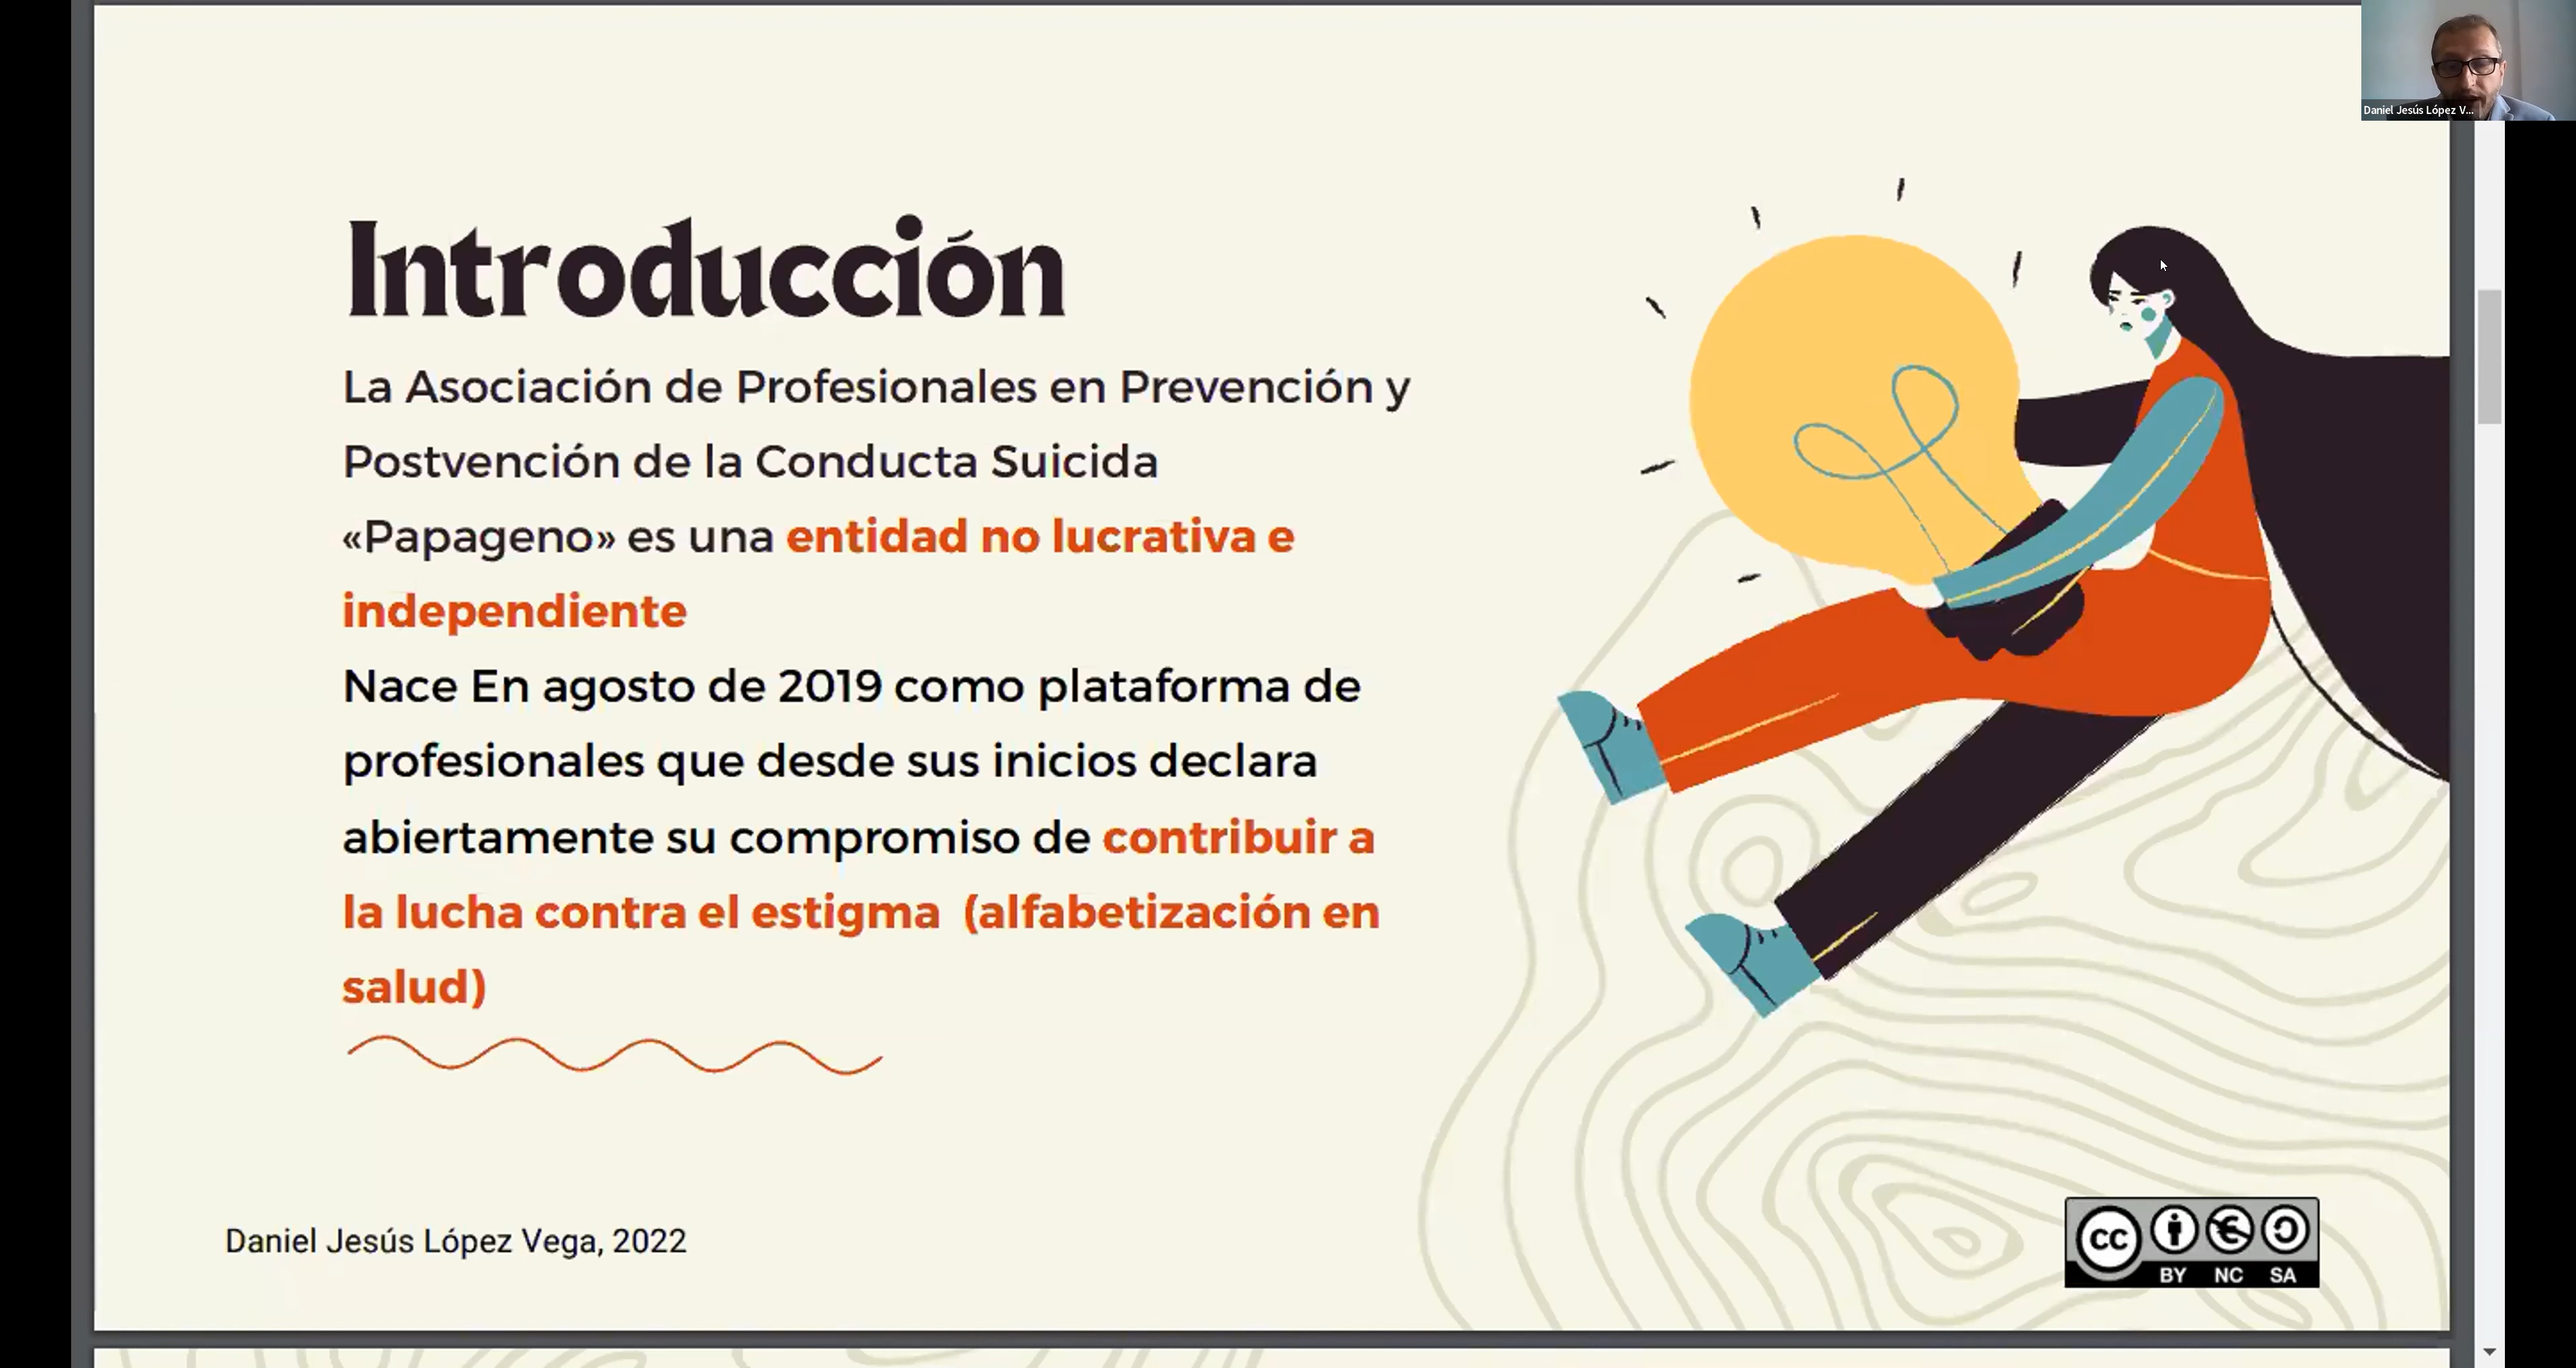 Daniel Jesús López V...
Introducción
La Asociación de Profesionales en Prevención y
Postvención de la Conducta Suicida
«Papageno» es una entidad no lucrativa e
independiente
Nace En agosto de 2019 como plataforma de
profesionales que desde sus inicios declara
abiertamente su compromiso de contribuir a
la lucha contra el estigma (alfabetización en
salud)
Daniel Jesús López Vega, 2022
cc
BY NC SA